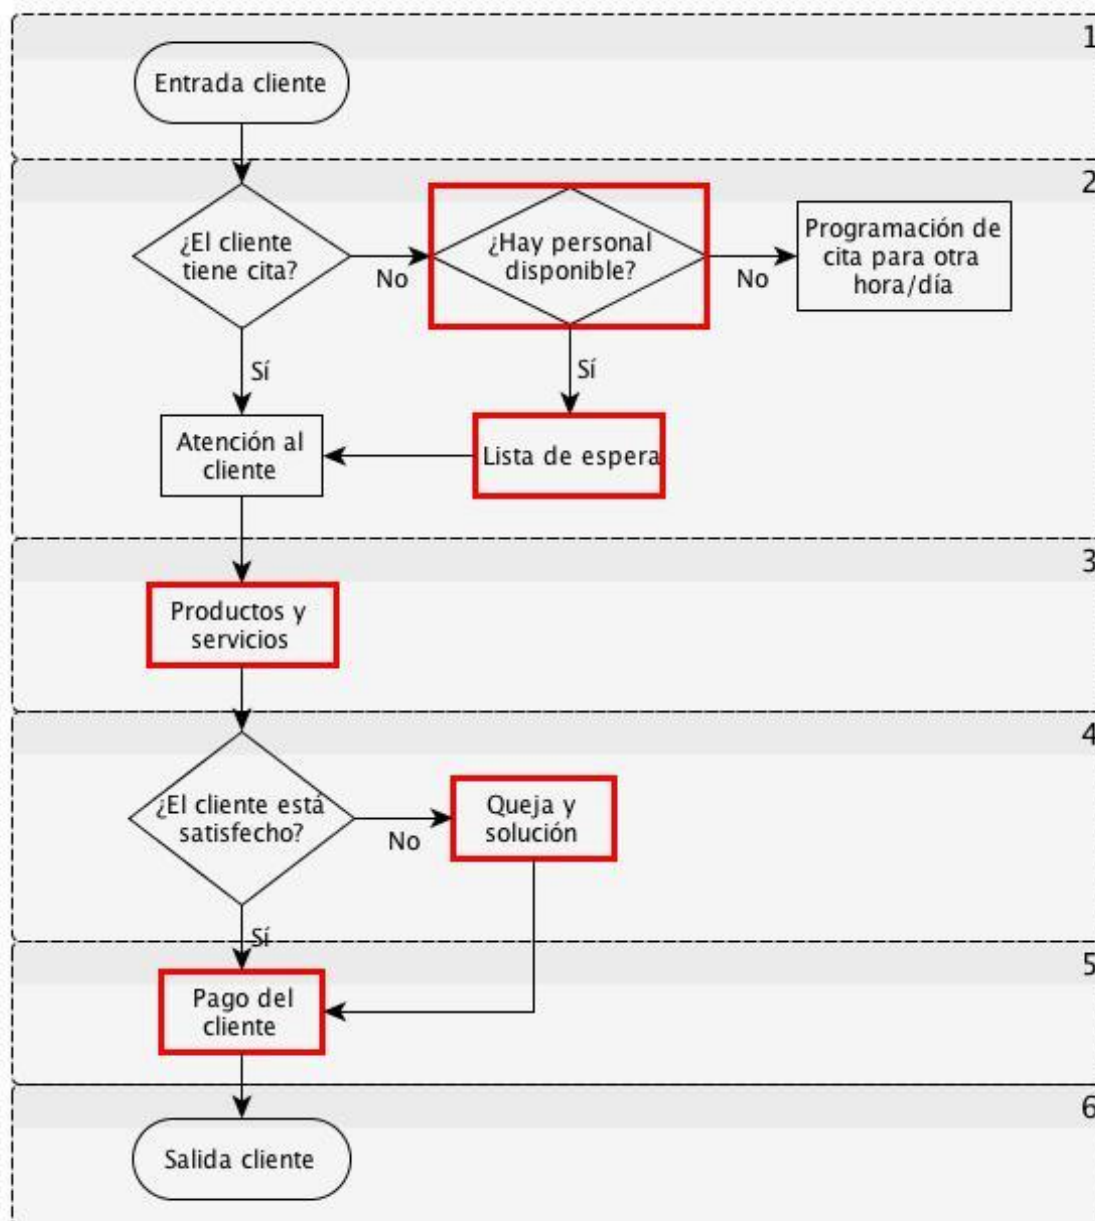 1
Entrada cliente
2
¿El cliente
tiene cita?
No
¿Hay personal
disponible?
No
Programación de
cita para otra
hora/día
Sí
Sí
Atención al
cliente
Lista de espera
3
Productos y
servicios
4
¿El cliente está
satisfecho?
No
Queja y
solución
Sí
5
Pago del
cliente
6
Salida cliente